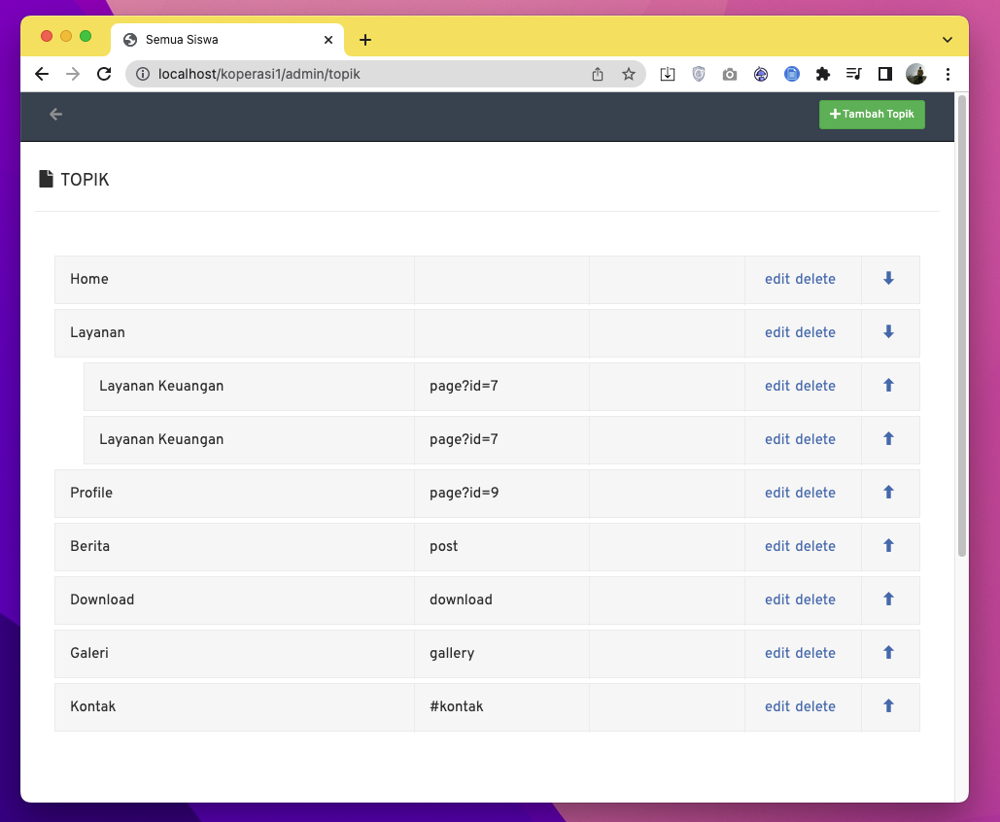 Semua Siswa
localhost/koperasi1/admin/topik
Tambah Topik
TOPIK
Home edit delete
Layanan edit delete
Layanan Keuangan page?id=7 edit delete
Layanan Keuangan page?id=7 edit delete
Profile page?id=9 edit delete
Berita post edit delete
Download download edit delete
Galeri gallery edit delete
Kontak #kontak edit delete